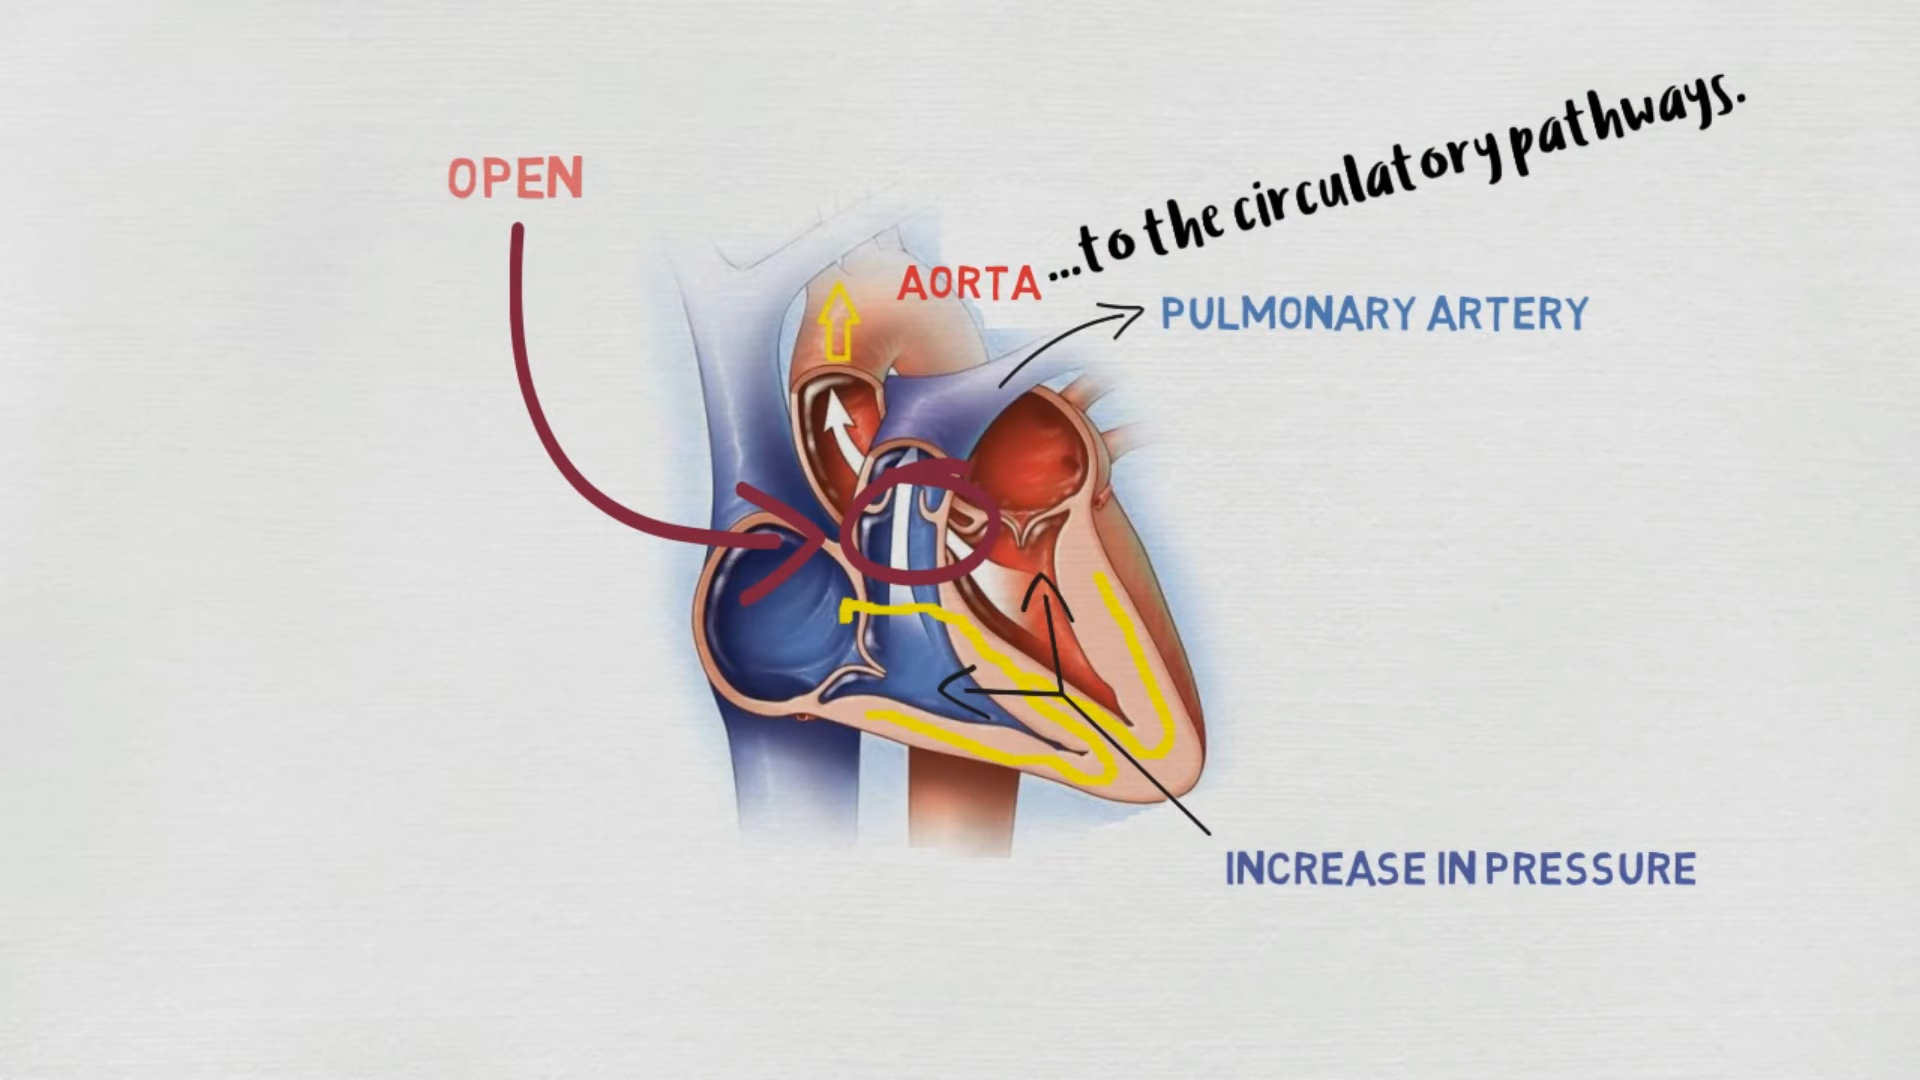 OPEN
...to the circulatory pathways.
AORTA
PULMONARY ARTERY
INCREASE IN PRESSURE